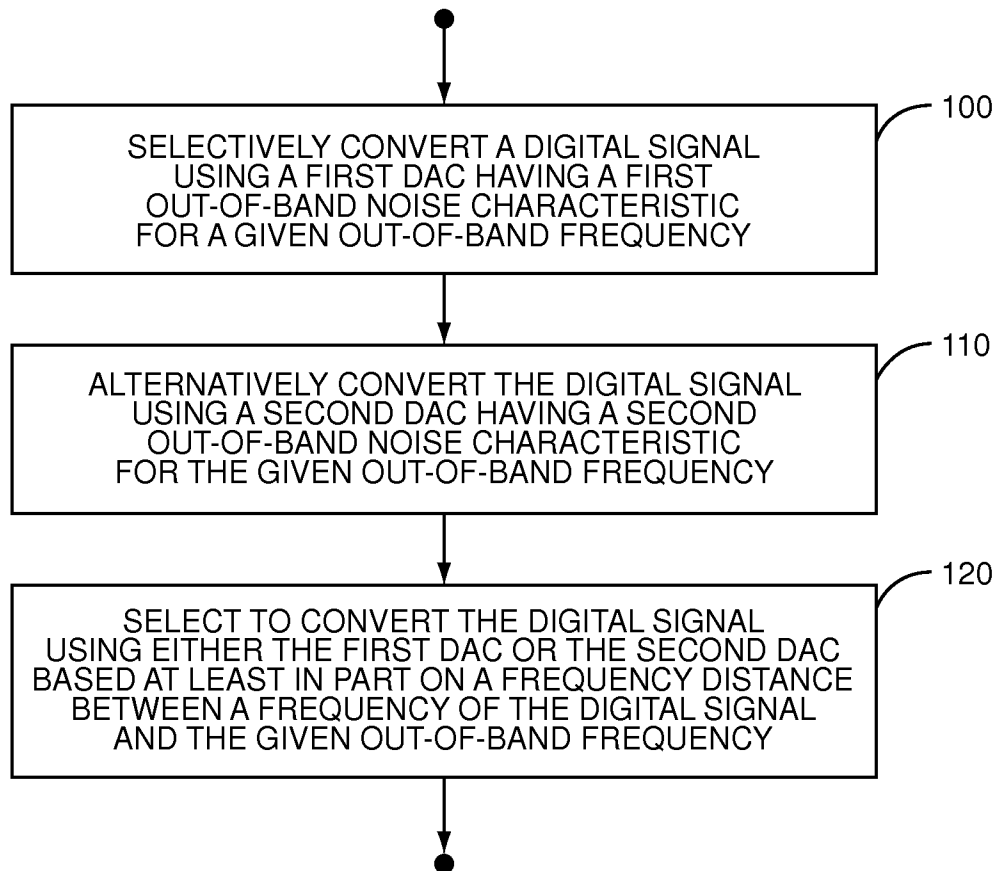 100
SELECTIVELY CONVERT A DIGITAL SIGNAL
USING A FIRST DAC HAVING A FIRST
OUT-OF-BAND NOISE CHARACTERISTIC
FOR A GIVEN OUT-OF-BAND FREQUENCY
110
ALTERNATIVELY CONVERT THE DIGITAL SIGNAL
USING A SECOND DAC HAVING A SECOND
OUT-OF-BAND NOISE CHARACTERISTIC
FOR THE GIVEN OUT-OF-BAND FREQUENCY
120
SELECT TO CONVERT THE DIGITAL SIGNAL
USING EITHER THE FIRST DAC OR THE SECOND DAC
BASED AT LEAST IN PART ON A FREQUENCY DISTANCE
BETWEEN A FREQUENCY OF THE DIGITAL SIGNAL
AND THE GIVEN OUT-OF-BAND FREQUENCY